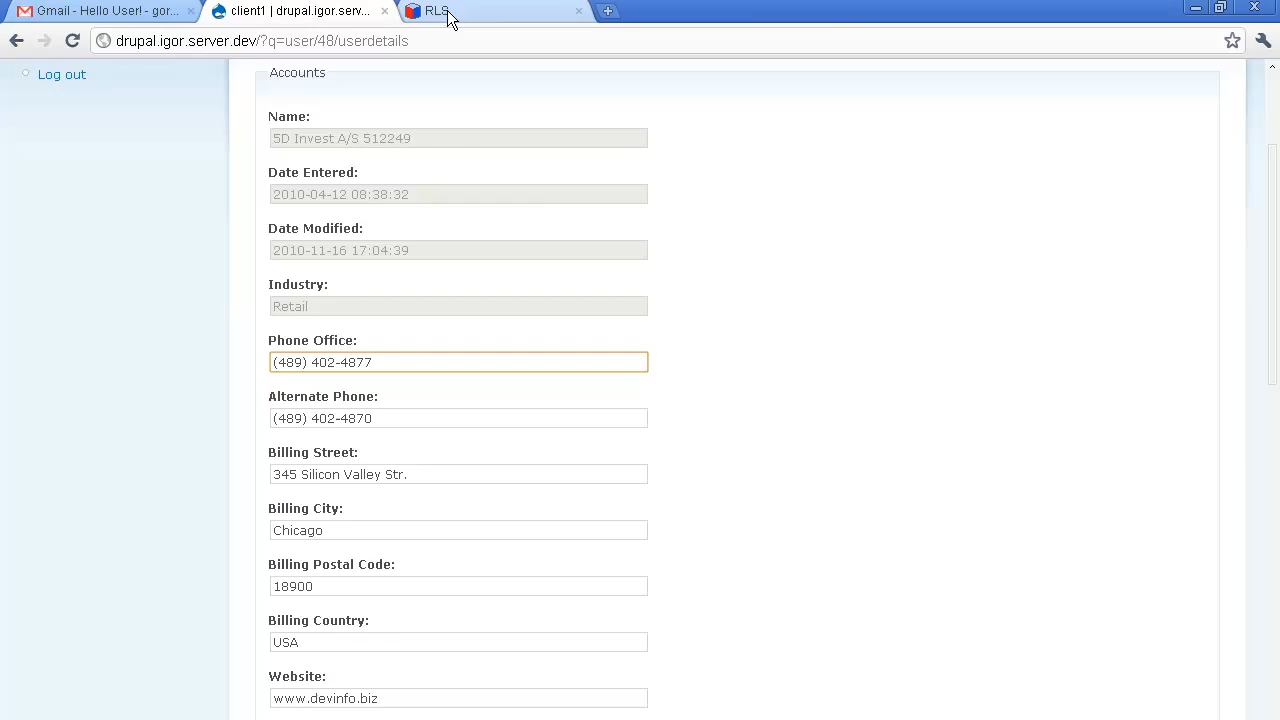 Gmail - Hello User! - gor...
client1 | drupal.igor.serv...
RLS
drupal.igor.server.dev/?q=user/48/userdetails
Log out
Accounts
Name:
5D Invest A/S 512249
Date Entered:
2010-04-12 08:38:32
Date Modified:
2010-11-16 17:04:39
Industry:
Retail
Phone Office:
(489) 402-4877
Alternate Phone:
(489) 402-4870
Billing Street:
345 Silicon Valley Str.
Billing City:
Chicago
Billing Postal Code:
18900
Billing Country:
USA
Website:
www.devinfo.biz